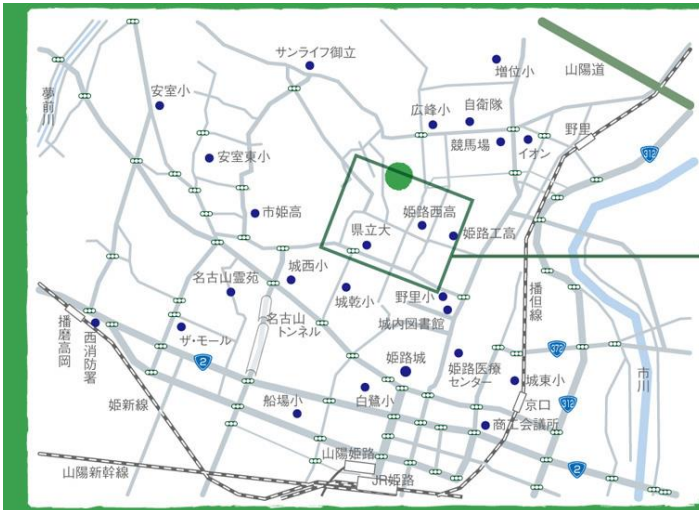 サンライフ御立
増位小
山陽道
夢前川
安室小
広峰小
自衛隊
野里
競馬場
イオン
312
安室東小
市姫高
姫路西高
県立大
姫路工高
名古山霊苑
城西小
城乾小
野里小
播但線
名古山
トンネル
城内図書館
播磨高岡
西消防署
ザ・モール
2
姫路城
姫路医療
センター
372
城東小
市川
姫新線
船場小
白鷺小
京口
312
商工会議所
山陽姫路
山陽新幹線
JR姫路
2